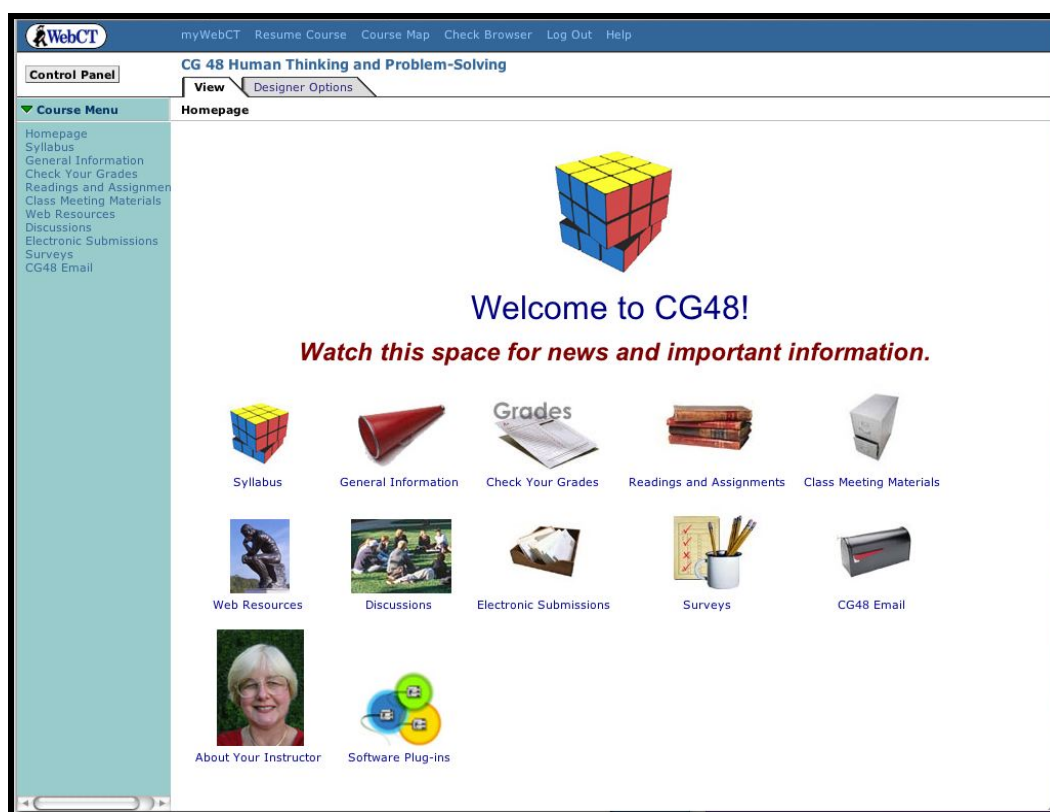 WebCT
myWebCT Resume Course Course Map Check Browser Log Out Help
Control Panel
CG 48 Human Thinking and Problem-Solving
View Designer Options
Course Menu
Homepage
Homepage
Syllabus
General Information
Check Your Grades
Readings and Assignmen
Class Meeting Materials
Web Resources
Discussions
Electronic Submissions
Surveys
CG48 Email
Welcome to CG48!
Watch this space for news and important information.
Grades
Syllabus General Information Check Your Grades Readings and Assignments Class Meeting Materials
Web Resources Discussions Electronic Submissions Surveys CG48 Email
About Your Instructor Software Plug-ins